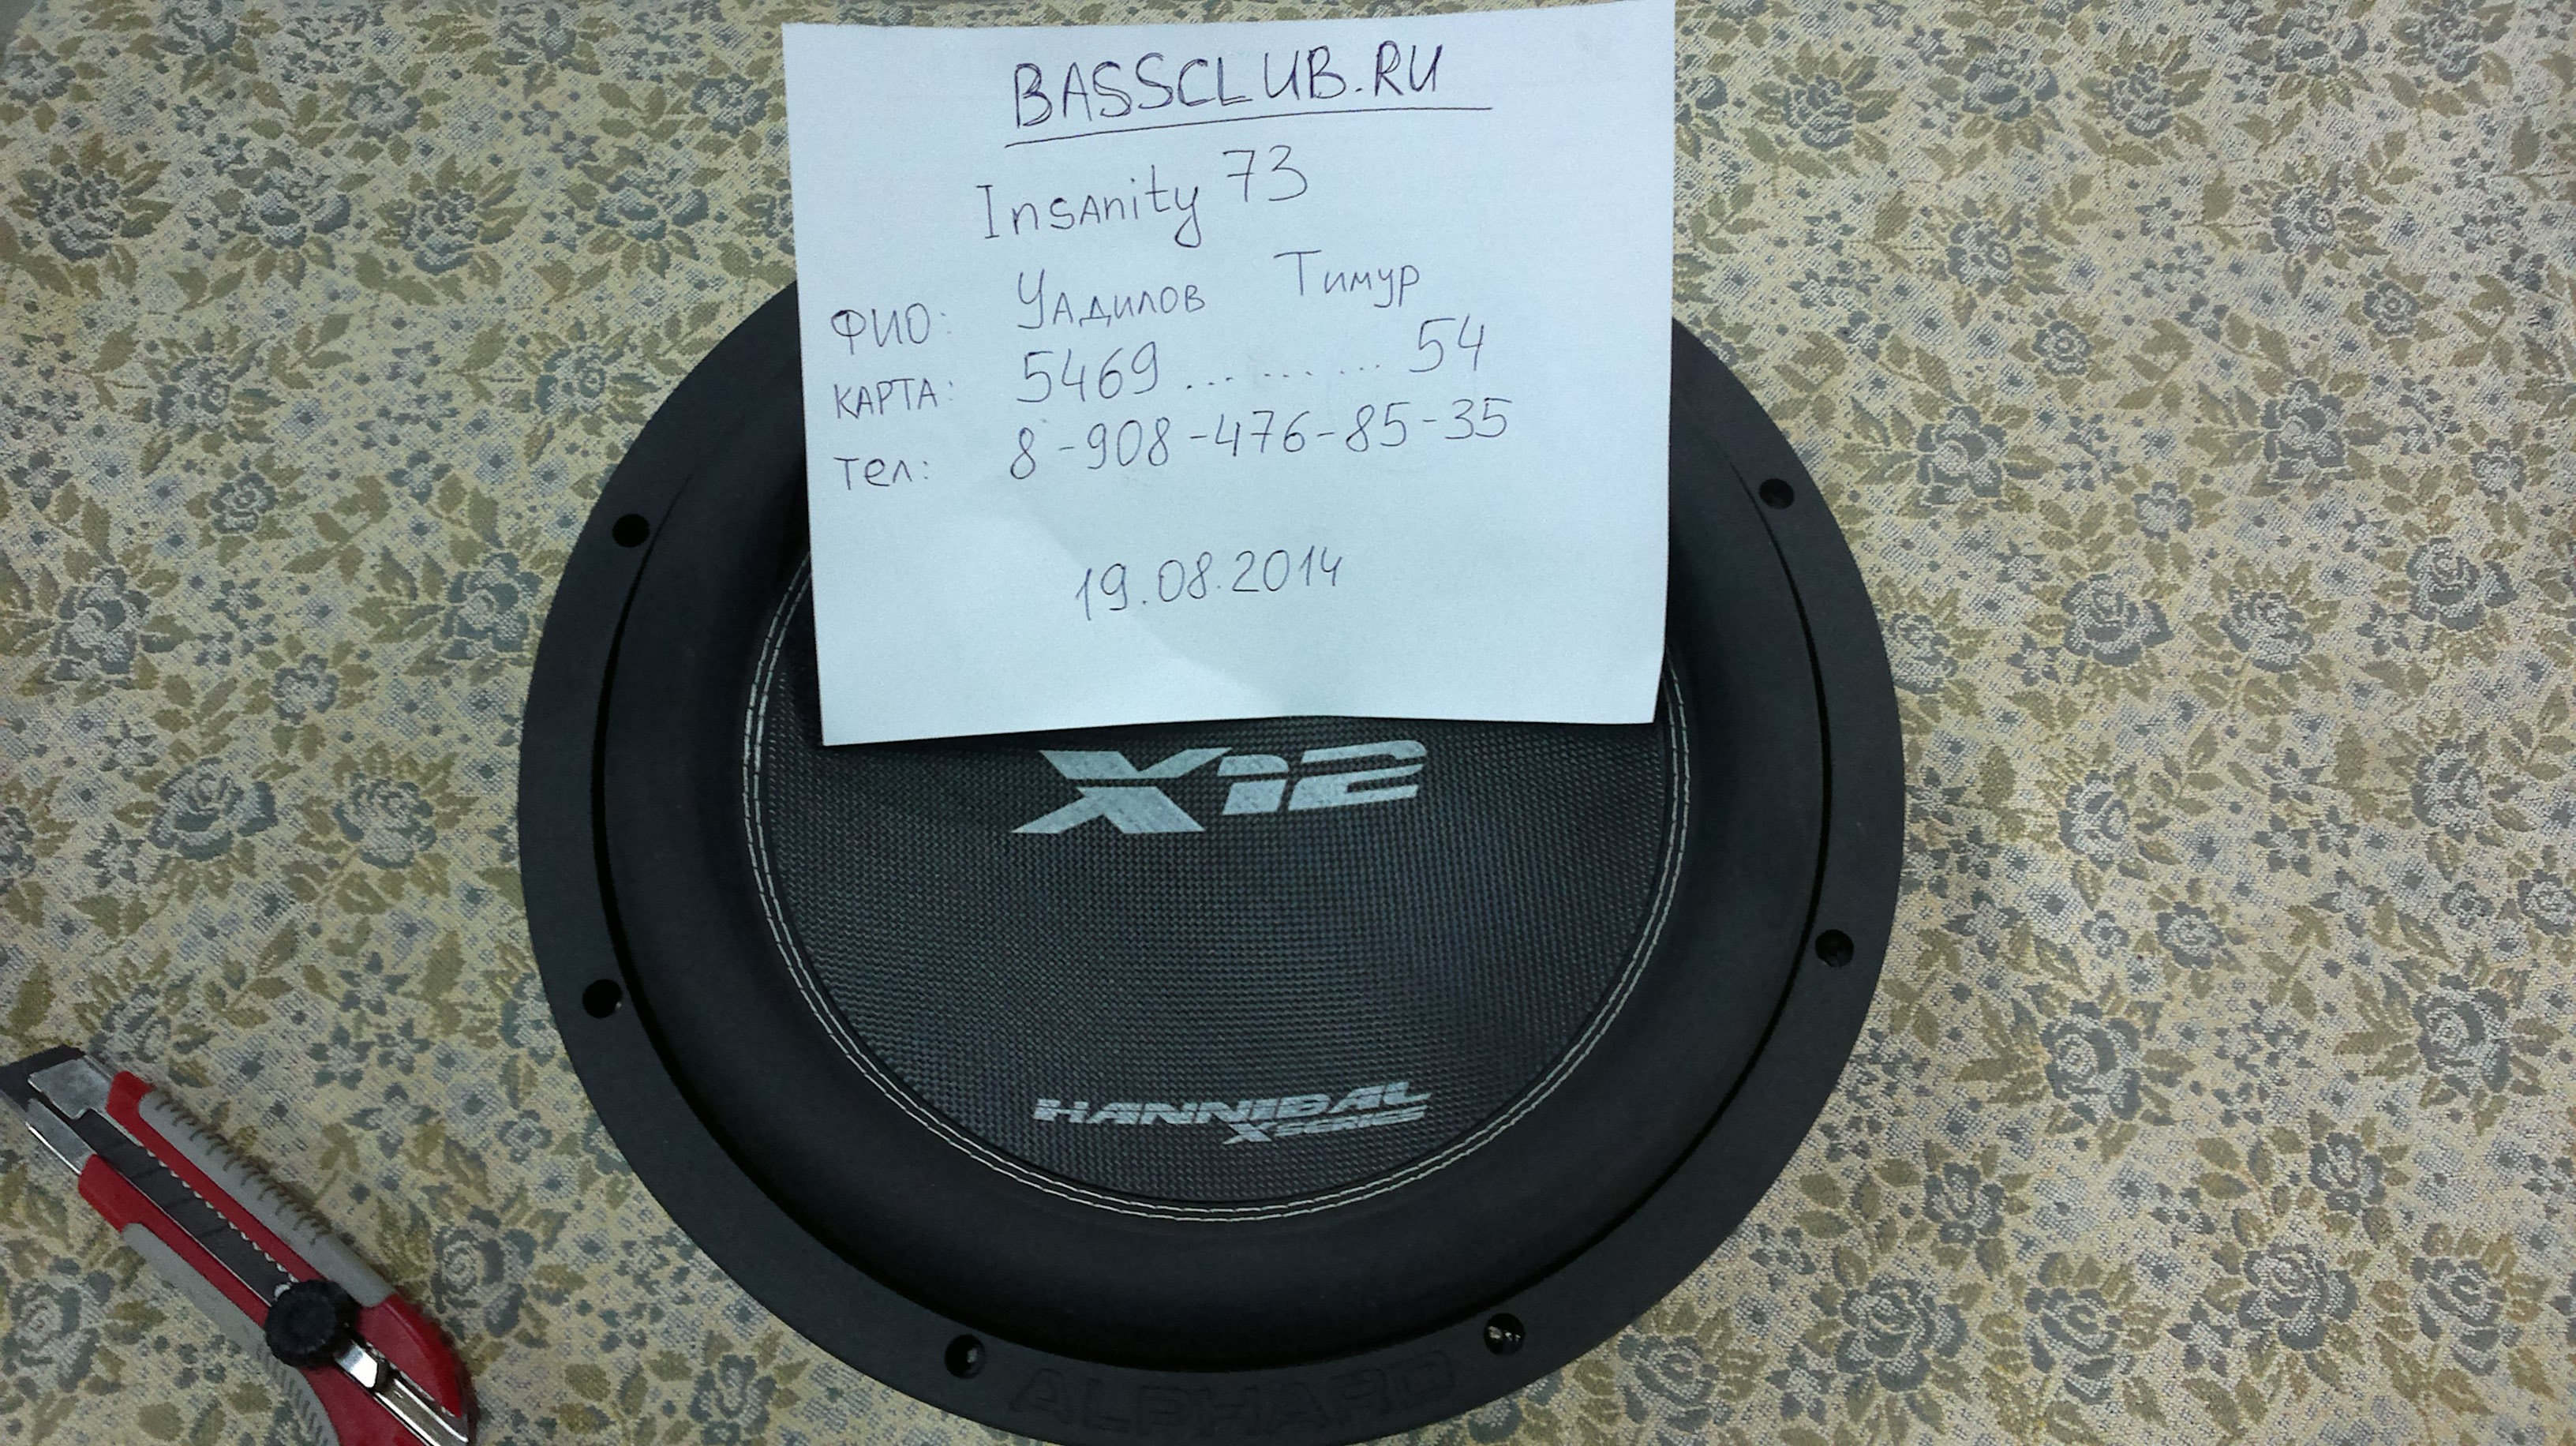 BASSCLUB.RU
Insanity 73
ФИО: Уадилов Тимур
КАРТА: 5469 ... ... ... 54
Тел: 8-908-476-85-35
19.08.2014
X12
HANNIBAL
X SERIES
ALPHARD